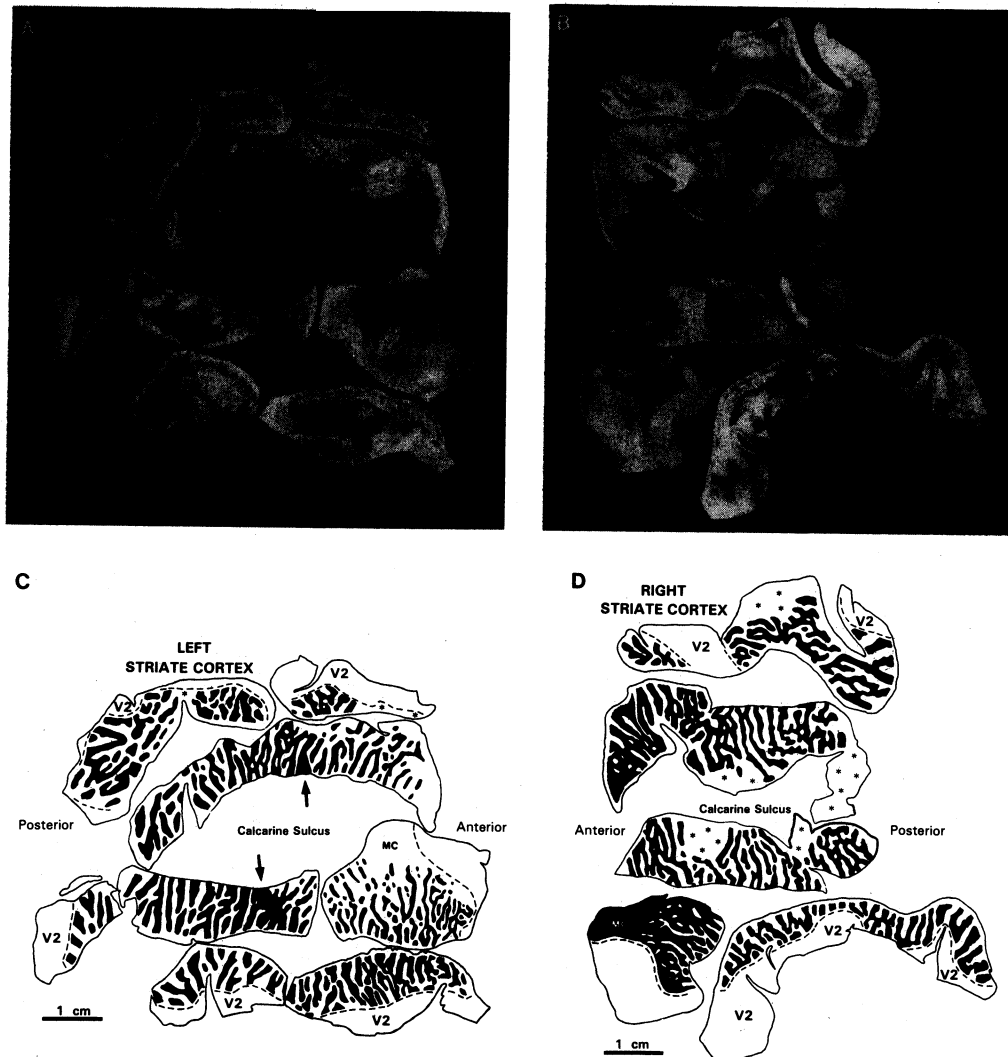 A
B
C
LEFT
STRIATE CORTEX
V2
V2
Posterior
Calcarine Sulcus
Anterior
MC
V2
V2
V2
1 cm
D
RIGHT
STRIATE CORTEX
V2
V2
Calcarine Sulcus
Anterior
Posterior
V2
V2
V2
1 cm